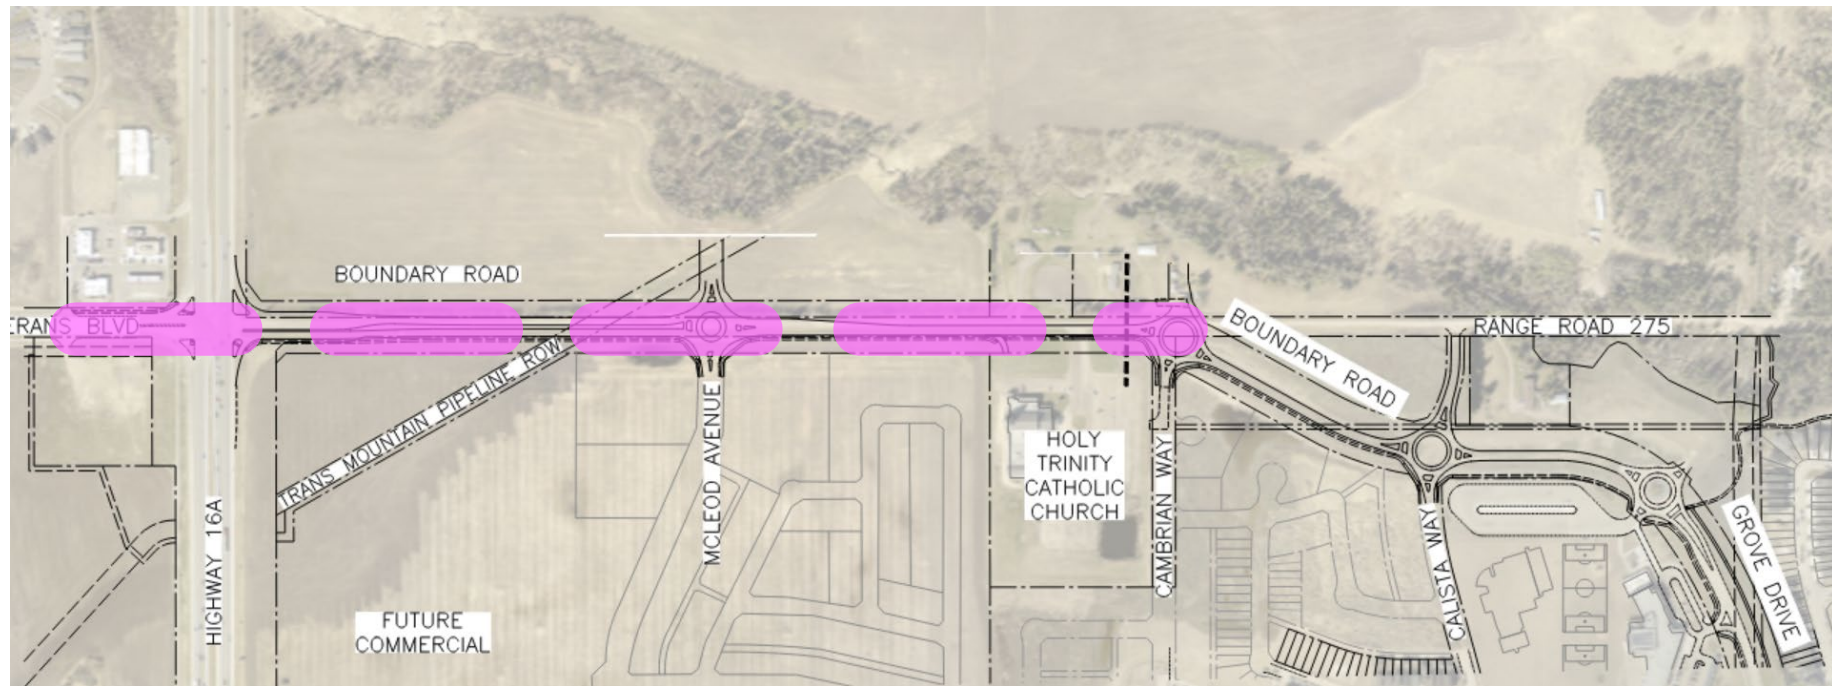 BOUNDARY ROAD
ERANS BLVD
BOUNDARY ROAD
RANGE ROAD 275
TRANS MOUNTAIN PIPELINE ROW
MCLEOD AVENUE
HOLY
TRINITY
CATHOLIC
CHURCH
CAMBRIAN WAY
CALISTA WAY
GROVE DRIVE
HIGHWAY 16A
FUTURE
COMMERCIAL